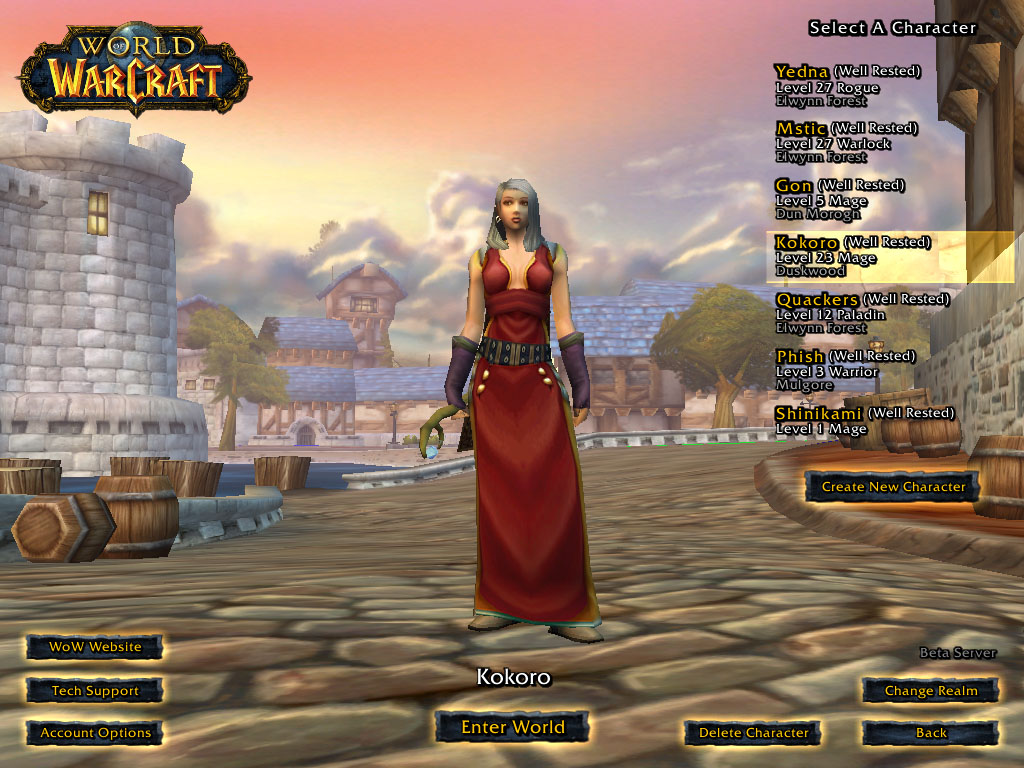 WORLD
OF
WARCRAFT
Select A Character
Yedna (Well Rested)
Level 27 Rogue
Elwynn Forest
Mstic (Well Rested)
Level 27 Warlock
Elwynn Forest
Gon (Well Rested)
Level 5 Mage
Dun Morogh
Kokoro (Well Rested)
Level 23 Mage
Duskwood
Quackers (Well Rested)
Level 12 Paladin
Elwynn Forest
Phish (Well Rested)
Level 3 Warrior
Mulgore
Shinikami (Well Rested)
Level 1 Mage
Create New Character
WoW Website
Tech Support
Account Options
Kokoro
Enter World
Beta Server
Change Realm
Delete Character
Back